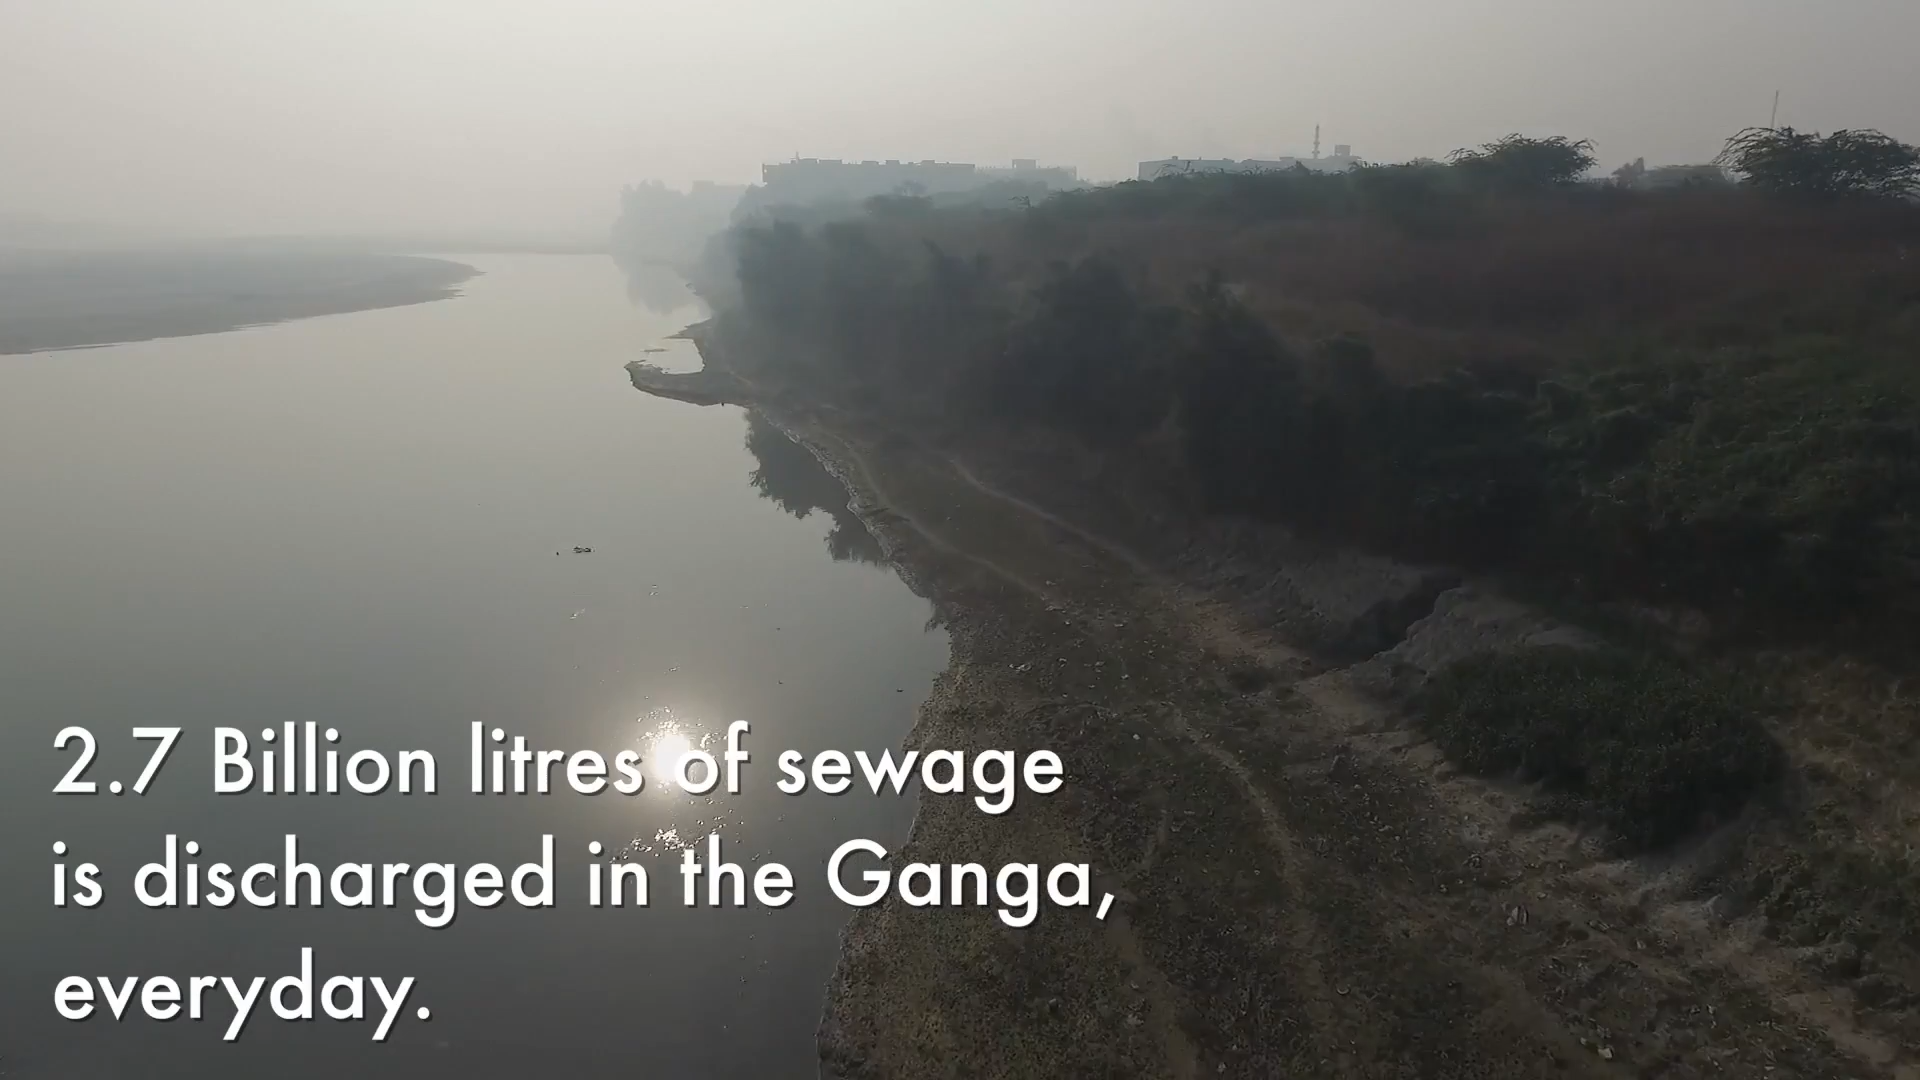 2.7 Billion litres of sewage
is discharged in the Ganga,
everyday.